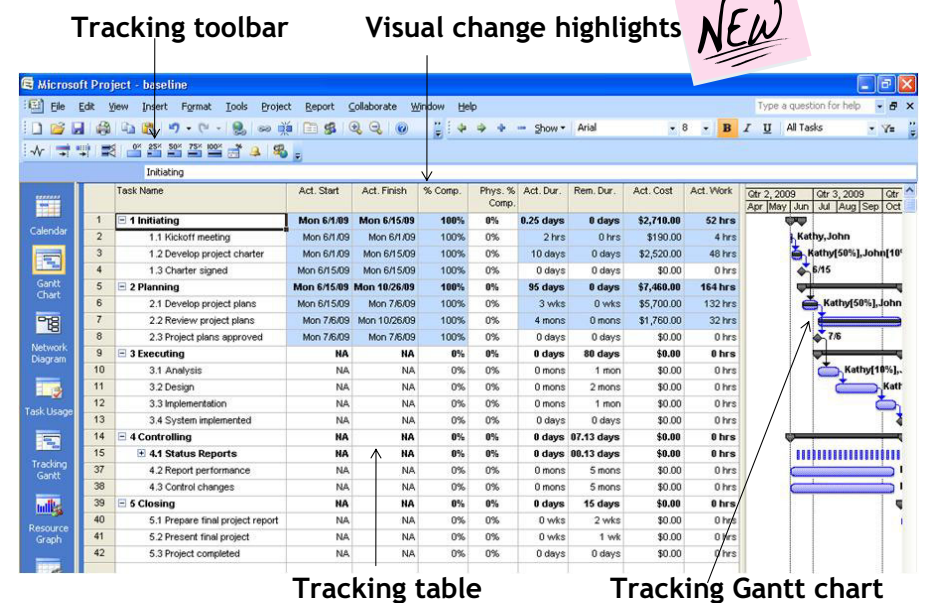 Tracking toolbar Visual change highlights NEW
Microsoft Project - baseline
File Edit View Insert Format Tools Project Report Collaborate Window Help Type a question for help
Show Arial 8 B I U All Tasks
0% 25% 50% 75% 100%
Initiating
Task Name Act. Start Act. Finish % Comp. Phys. % Comp. Act. Dur. Rem. Dur. Act. Cost Act. Work Qtr 2, 2009 Qtr 3, 2009 Qtr
Apr May Jun Jul Aug Sep Oct
1 1 Initiating Mon 6/1/09 Mon 6/15/09 100% 0% 0.25 days 0 days $2,710.00 52 hrs
2 1.1 Kickoff meeting Mon 6/1/09 Mon 6/1/09 100% 0% 2 hrs 0 hrs $190.00 4 hrs Kathy,John
3 1.2 Develop project charter Mon 6/1/09 Mon 6/15/09 100% 0% 10 days 0 days $2,520.00 48 hrs Kathy[50%],John[10
4 1.3 Charter signed Mon 6/15/09 Mon 6/15/09 100% 0% 0 days 0 days $0.00 0 hrs 6/15
5 2 Planning Mon 6/15/09 Mon 10/26/09 100% 0% 95 days 0 days $7,460.00 164 hrs
6 2.1 Develop project plans Mon 6/15/09 Mon 7/6/09 100% 0% 3 wks 0 wks $5,700.00 132 hrs Kathy[50%],John
7 2.2 Review project plans Mon 7/6/09 Mon 10/26/09 100% 0% 4 mons 0 mons $1,760.00 32 hrs
8 2.3 Project plans approved Mon 7/6/09 Mon 7/6/09 100% 0% 0 days 0 days $0.00 0 hrs 7/6
9 3 Executing NA NA 0% 0% 0 days 80 days $0.00 0 hrs
10 3.1 Analysis NA NA 0% 0% 0 mons 1 mon $0.00 0 hrs Kathy[10%],
11 3.2 Design NA NA 0% 0% 0 mons 2 mons $0.00 0 hrs Kath
12 3.3 Implementation NA NA 0% 0% 0 mons 1 mon $0.00 0 hrs
13 3.4 System implemented NA NA 0% 0% 0 days 0 days $0.00 0 hrs
14 4 Controlling NA NA 0% 0% 0 days 07.13 days $0.00 0 hrs
15 4.1 Status Reports NA NA 0% 0% 0 days 00.13 days $0.00 0 hrs
37 4.2 Report performance NA NA 0% 0% 0 mons 5 mons $0.00 0 hrs
38 4.3 Control changes NA NA 0% 0% 0 mons 5 mons $0.00 0 hrs
39 5 Closing NA NA 0% 0% 0 days 15 days $0.00 0 hrs
40 5.1 Prepare final project report NA NA 0% 0% 0 wks 2 wks $0.00 0 hrs
41 5.2 Present final project NA NA 0% 0% 0 wks 1 wk $0.00 0 hrs
42 5.3 Project completed NA NA 0% 0% 0 days 0 days $0.00 0 hrs
Calendar
Gantt
Chart
Network
Diagram
Task Usage
Tracking
Gantt
Resource
Graph
Tracking table Tracking Gantt chart